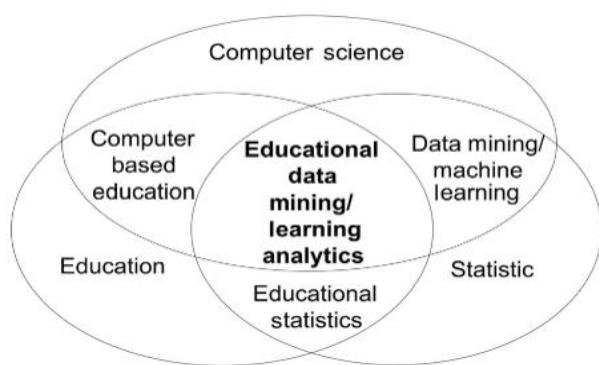 Computer science
Computer
based
education
Educational
data
mining/
learning
analytics
Data mining/
machine
learning
Education
Statistic
Educational
statistics